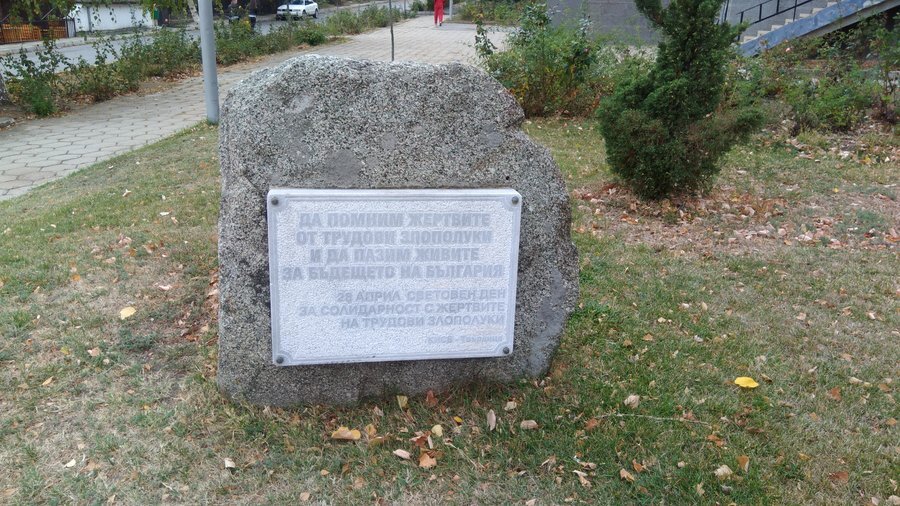 ДА ПОМНИМ ЖЕРТВИТЕ
ОТ ТРУДОВИ ЗЛОПОЛУКИ
И ДА ПАЗИМ ЖИВИТЕ
ЗА БЪДЕЩЕТО НА БЪЛГАРИЯ
28 АПРИЛ СВЕТОВЕН ДЕН
ЗА СОЛИДАРНОСТ С ЖЕРТВИТЕ
НА ТРУДОВИ ЗЛОПОЛУКИ